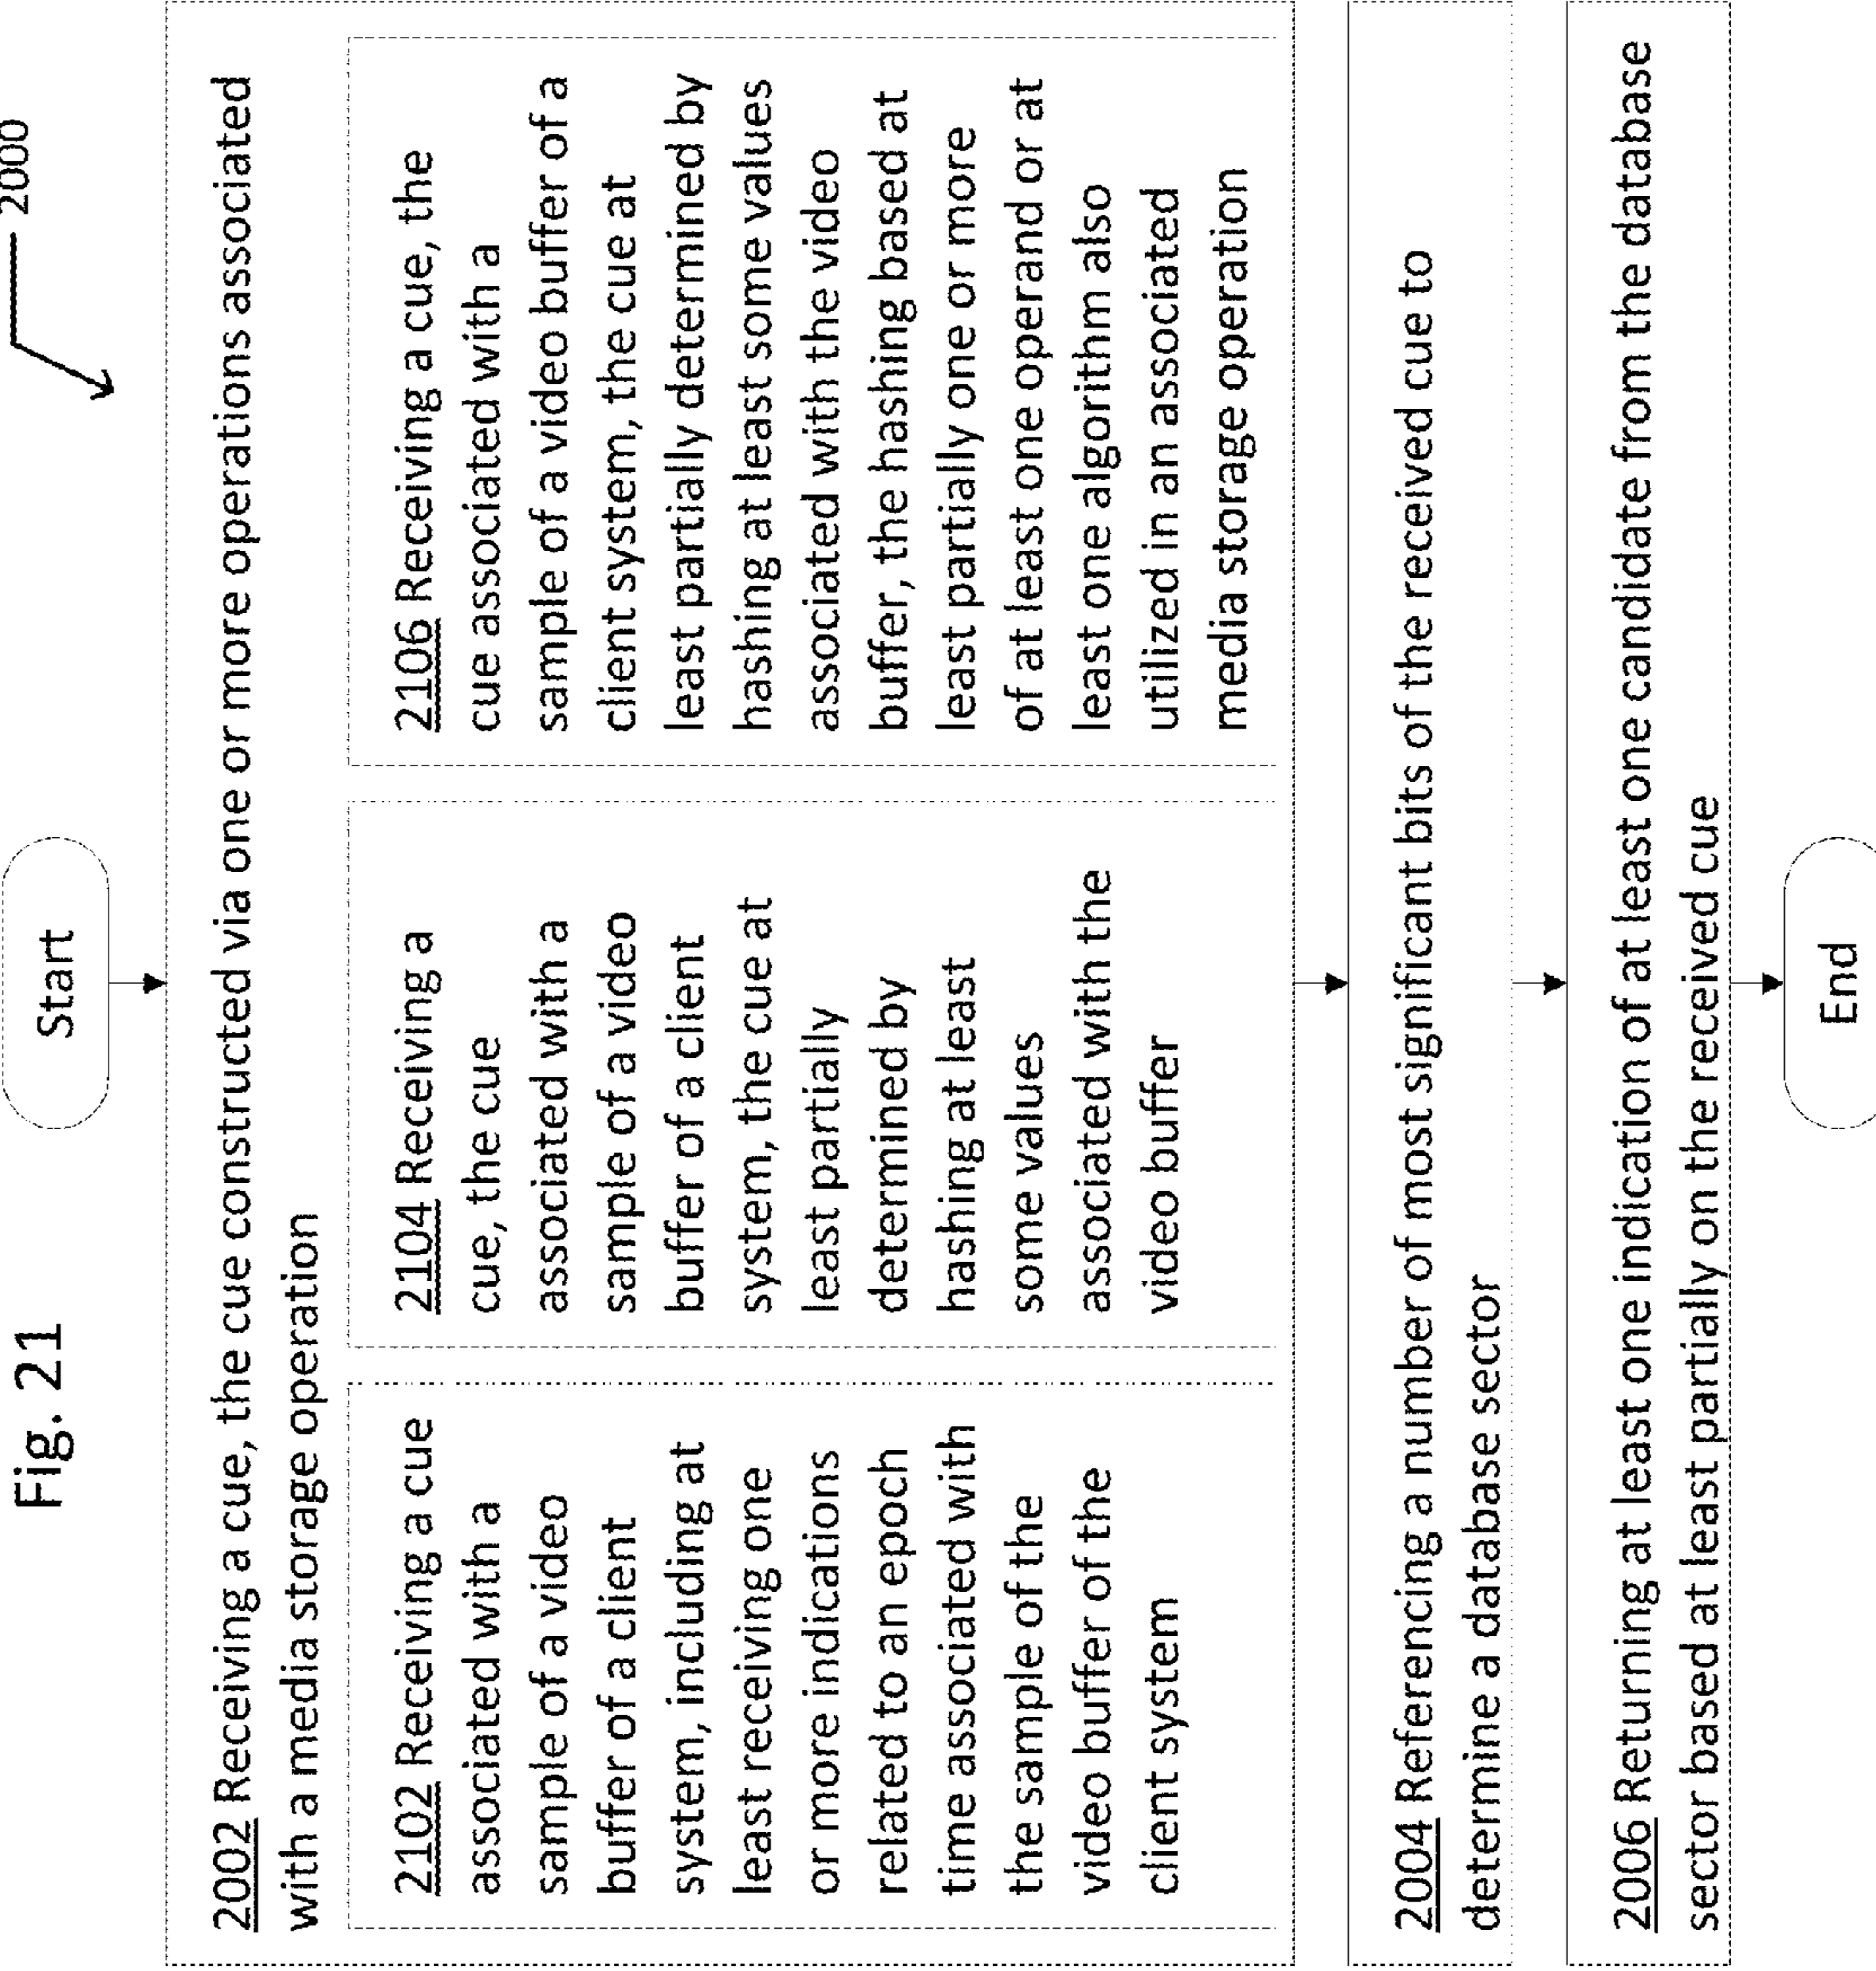 Fig. 21
2000
Start
2002 Receiving a cue, the cue constructed via one or more operations associated
with a media storage operation
2102 Receiving a cue
associated with a
sample of a video
buffer of a client
system, including at
least receiving one
or more indications
related to an epoch
time associated with
the sample of the
video buffer of the
client system
2104 Receiving a
cue, the cue
associated with a
sample of a video
buffer of a client
system, the cue at
least partially
determined by
hashing at least
some values
associated with the
video buffer
2106 Receiving a cue, the
cue associated with a
sample of a video buffer of a
client system, the cue at
least partially determined by
hashing at least some values
associated with the video
buffer, the hashing based at
least partially one or more
of at least one operand or at
least one algorithm also
utilized in an associated
media storage operation
2004 Referencing a number of most significant bits of the received cue to
determine a database sector
2006 Returning at least one indication of at least one candidate from the database
sector based at least partially on the received cue
End